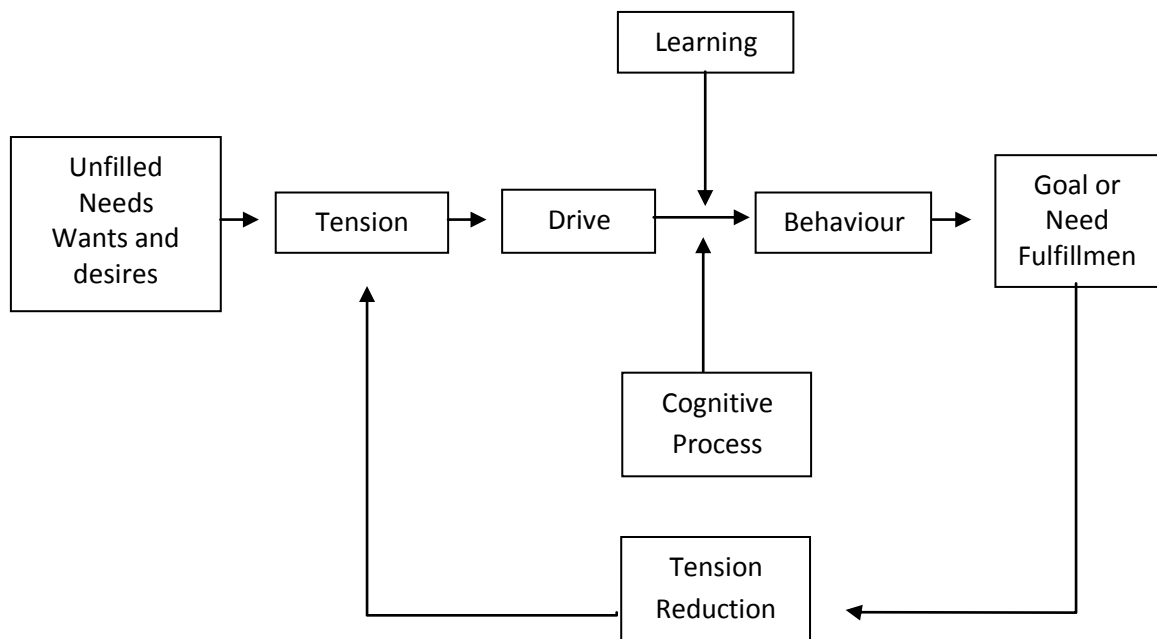 Learning
Unfilled
Needs
Wants and
desires
Tension
Drive
Behaviour
Goal or
Need
Fulfillmen
Cognitive
Process
Tension
Reduction